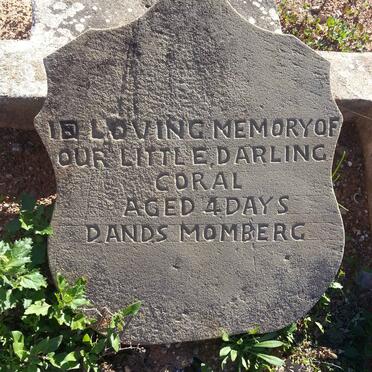 IN LOVING MEMORY OF
OUR LITTLE DARLING
CORAL
AGED 4 DAYS
D.AND.S MOMBERG